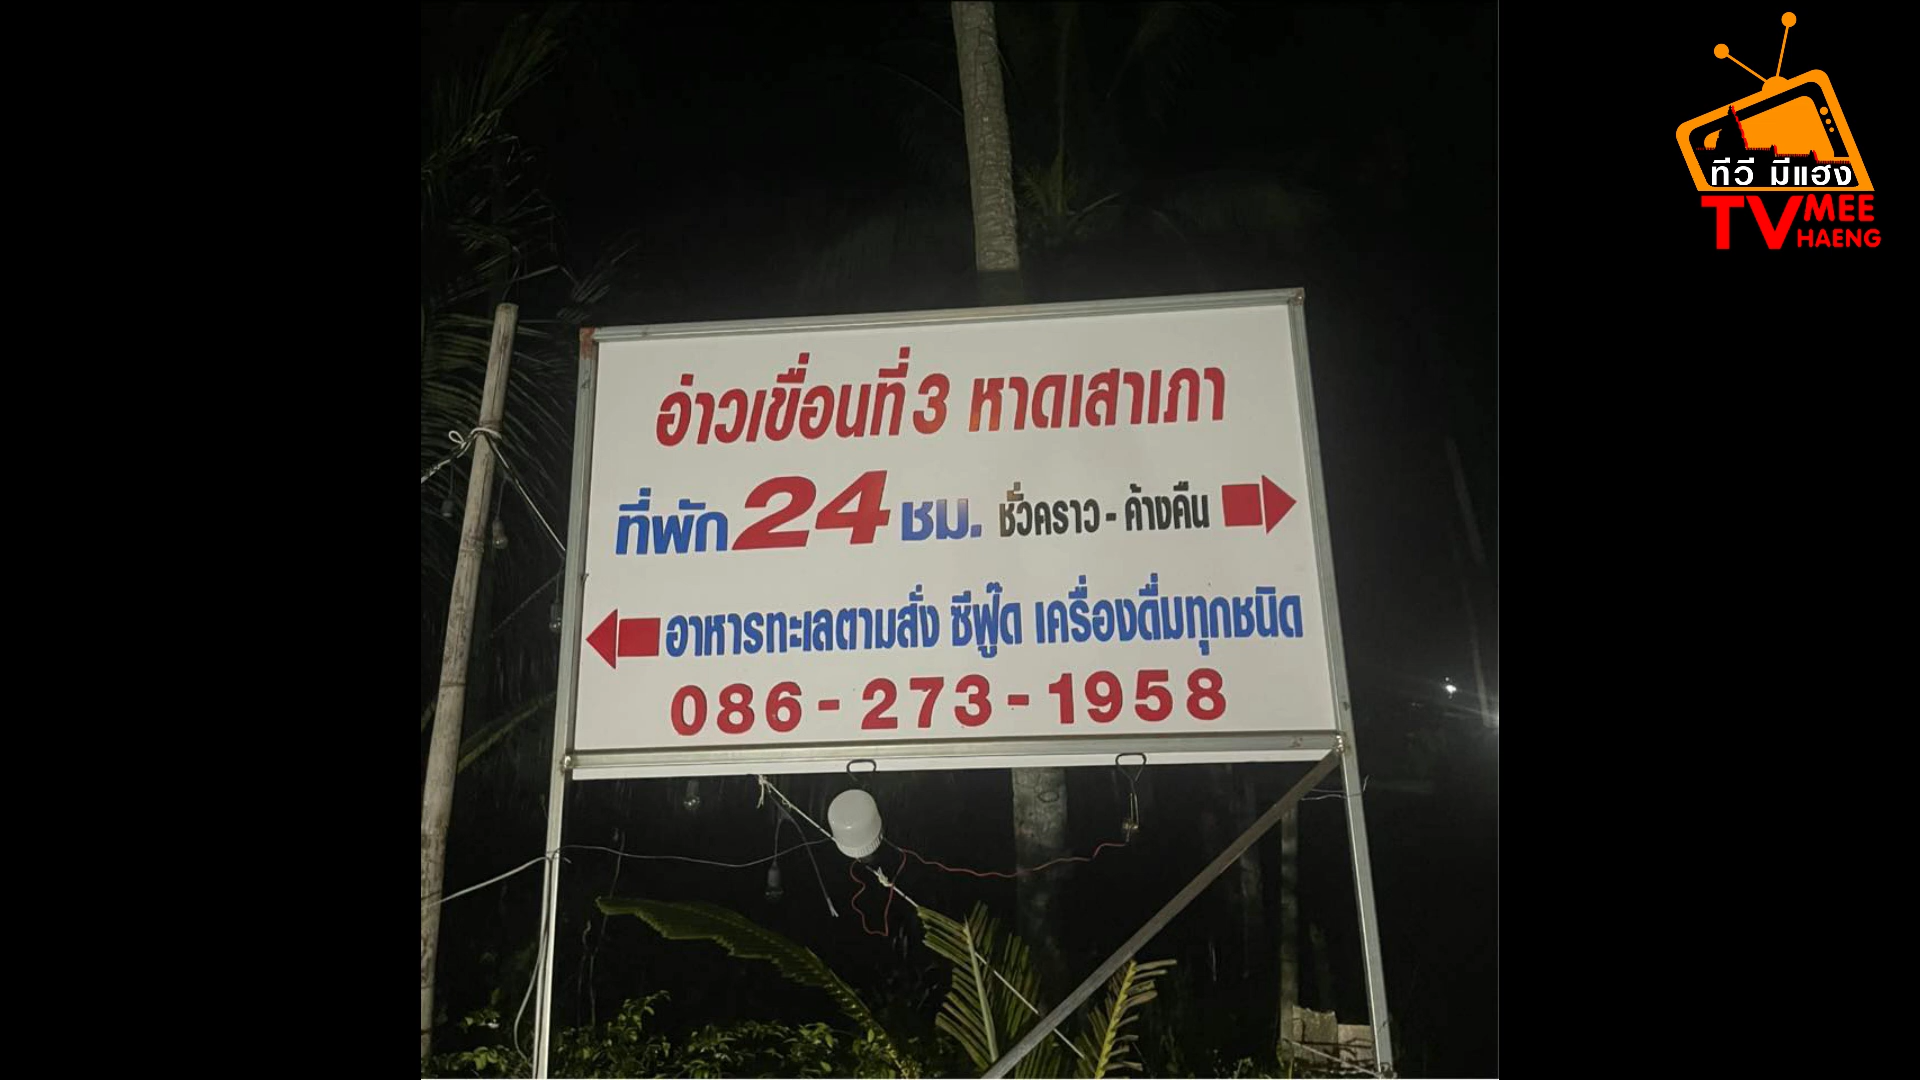 อ่าวเขื่อนที่ 3 หาดเสาเภา
ที่พัก 24 ชม. ชั่วคราว - ค้างคืน
อาหารทะเลตามสั่ง ซีฟู๊ด เครื่องดื่มทุกชนิด
086-273-1958
ทีวี มีแฮง
TV MEE HAENG